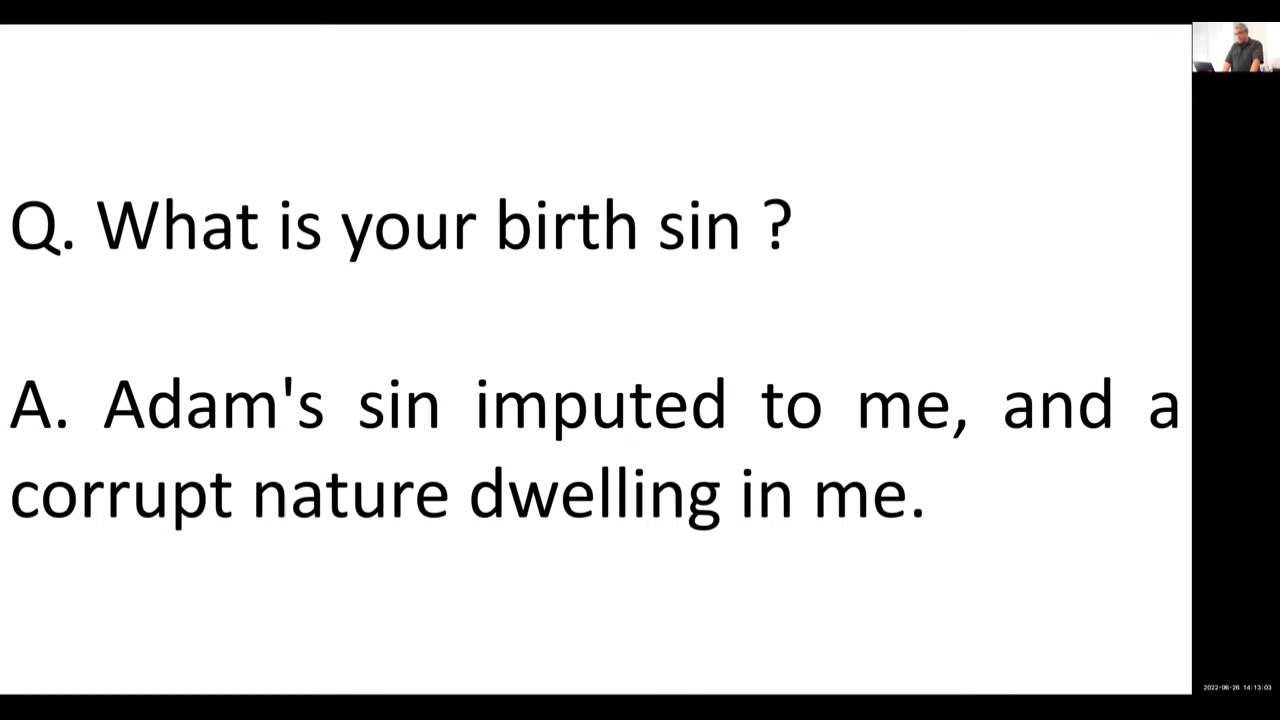 Q. What is your birth sin ?
A. Adam's sin imputed to me, and a
corrupt nature dwelling in me.
2022-06-26 14:13:03